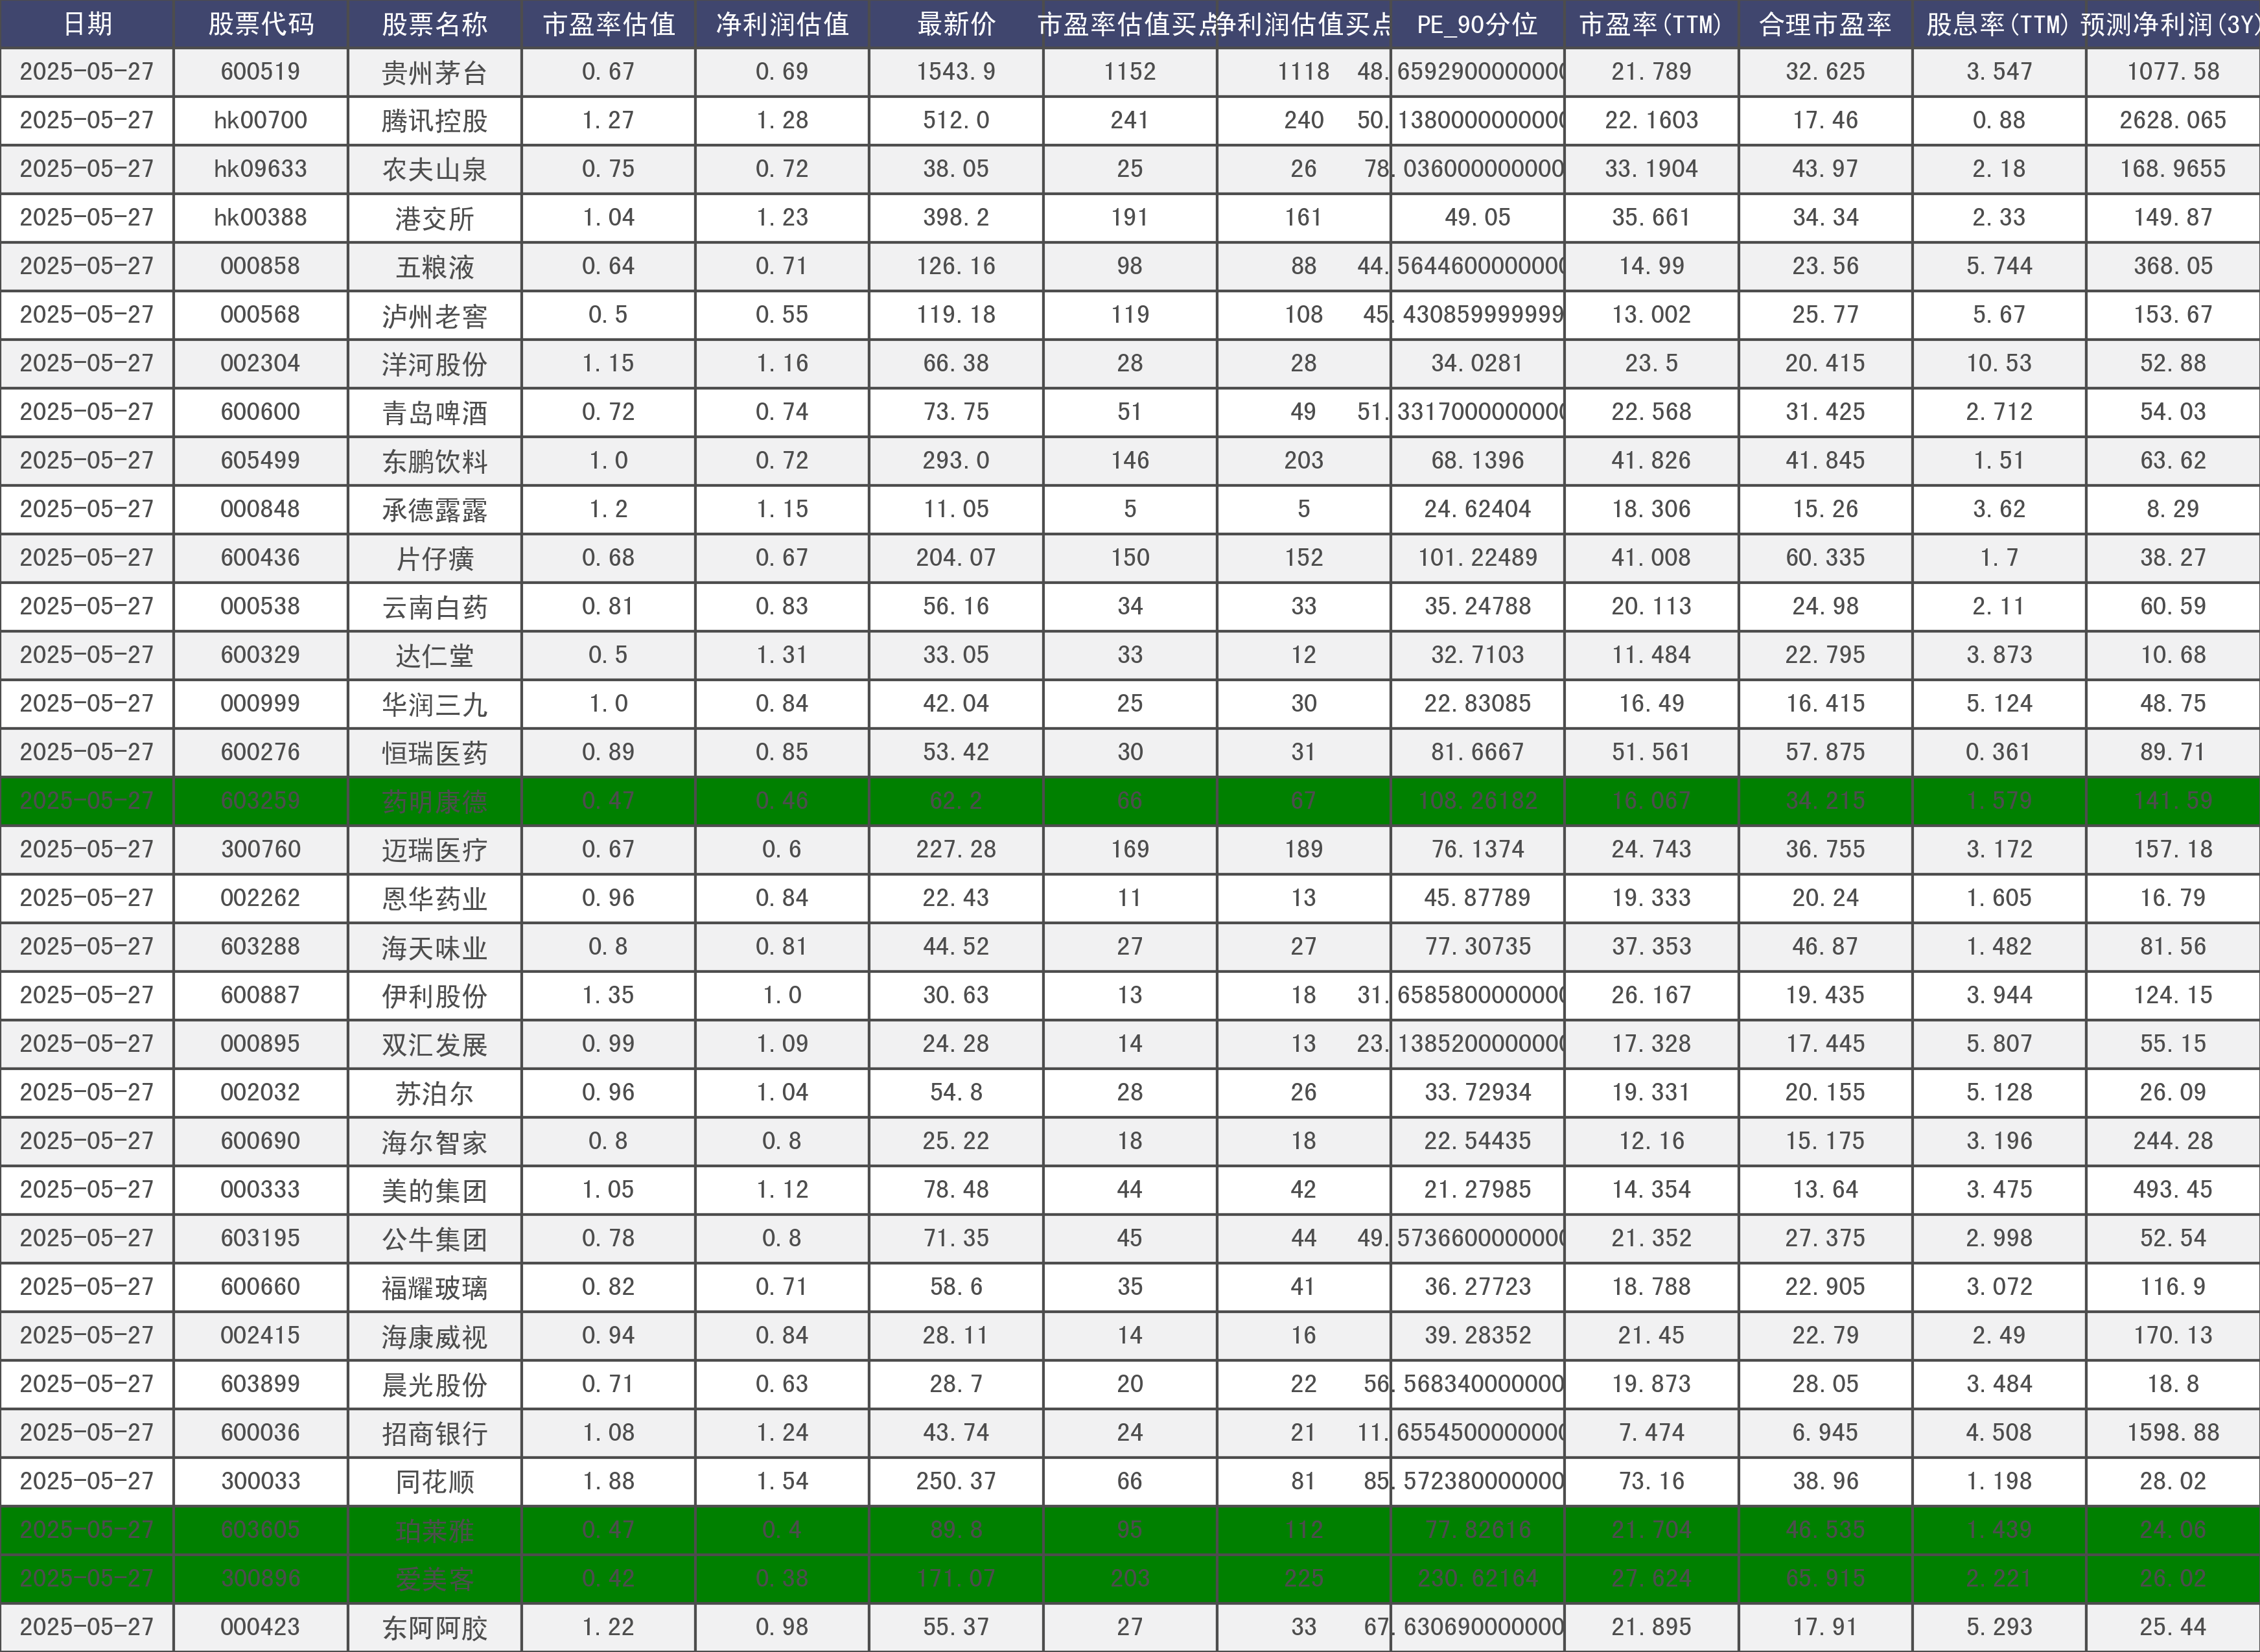 日期 股票代码 股票名称 市盈率估值 净利润估值 最新价 市盈率估值买点 净利润估值买点 PE_90分位 市盈率(TTM) 合理市盈率 股息率(TTM) 预测净利润(3Y)
2025-05-27 600519 贵州茅台 0.67 0.69 1543.9 1152 1118 48.6592900000000 21.789 32.625 3.547 1077.58
2025-05-27 hk00700 腾讯控股 1.27 1.28 512.0 241 240 50.1380000000000 22.1603 17.46 0.88 2628.065
2025-05-27 hk09633 农夫山泉 0.75 0.72 38.05 25 26 78.036000000000 33.1904 43.97 2.18 168.9655
2025-05-27 hk00388 港交所 1.04 1.23 398.2 191 161 49.05 35.661 34.34 2.33 149.87
2025-05-27 000858 五粮液 0.64 0.71 126.16 98 88 44.5644600000000 14.99 23.56 5.744 368.05
2025-05-27 000568 泸州老窖 0.5 0.55 119.18 119 108 45.430859999999 13.002 25.77 5.67 153.67
2025-05-27 002304 洋河股份 1.15 1.16 66.38 28 28 34.0281 23.5 20.415 10.53 52.88
2025-05-27 600600 青岛啤酒 0.72 0.74 73.75 51 49 51.3317000000000 22.568 31.425 2.712 54.03
2025-05-27 605499 东鹏饮料 1.0 0.72 293.0 146 203 68.1396 41.826 41.845 1.51 63.62
2025-05-27 000848 承德露露 1.2 1.15 11.05 5 5 24.62404 18.306 15.26 3.62 8.29
2025-05-27 600436 片仔癀 0.68 0.67 204.07 150 152 101.22489 41.008 60.335 1.7 38.27
2025-05-27 000538 云南白药 0.81 0.83 56.16 34 33 35.24788 20.113 24.98 2.11 60.59
2025-05-27 600329 达仁堂 0.5 1.31 33.05 33 12 32.7103 11.484 22.795 3.873 10.68
2025-05-27 000999 华润三九 1.0 0.84 42.04 25 30 22.83085 16.49 16.415 5.124 48.75
2025-05-27 600276 恒瑞医药 0.89 0.85 53.42 30 31 81.6667 51.561 57.875 0.361 89.71
2025-05-27 603259 药明康德 0.47 0.46 62.2 66 67 108.26182 16.067 34.215 1.579 141.59
2025-05-27 300760 迈瑞医疗 0.67 0.6 227.28 169 189 76.1374 24.743 36.755 3.172 157.18
2025-05-27 002262 恩华药业 0.96 0.84 22.43 11 13 45.87789 19.333 20.24 1.605 16.79
2025-05-27 603288 海天味业 0.8 0.81 44.52 27 27 77.30735 37.353 46.87 1.482 81.56
2025-05-27 600887 伊利股份 1.35 1.0 30.63 13 18 31.6585800000000 26.167 19.435 3.944 124.15
2025-05-27 000895 双汇发展 0.99 1.09 24.28 14 13 23.1385200000000 17.328 17.445 5.807 55.15
2025-05-27 002032 苏泊尔 0.96 1.04 54.8 28 26 33.72934 19.331 20.155 5.128 26.09
2025-05-27 600690 海尔智家 0.8 0.8 25.22 18 18 22.54435 12.16 15.175 3.196 244.28
2025-05-27 000333 美的集团 1.05 1.12 78.48 44 42 21.27985 14.354 13.64 3.475 493.45
2025-05-27 603195 公牛集团 0.78 0.8 71.35 45 44 49.5736600000000 21.352 27.375 2.998 52.54
2025-05-27 600660 福耀玻璃 0.82 0.71 58.6 35 41 36.27723 18.788 22.905 3.072 116.9
2025-05-27 002415 海康威视 0.94 0.84 28.11 14 16 39.28352 21.45 22.79 2.49 170.13
2025-05-27 603899 晨光股份 0.71 0.63 28.7 20 22 56.568340000000 19.873 28.05 3.484 18.8
2025-05-27 600036 招商银行 1.08 1.24 43.74 24 21 11.6554500000000 7.474 6.945 4.508 1598.88
2025-05-27 300033 同花顺 1.88 1.54 250.37 66 81 85.572380000000 73.16 38.96 1.198 28.02
2025-05-27 603605 珀莱雅 0.47 0.4 89.8 95 112 77.82616 21.704 46.535 1.439 24.06
2025-05-27 300896 爱美客 0.42 0.38 171.07 203 225 230.62164 27.624 65.915 2.221 26.02
2025-05-27 000423 东阿阿胶 1.22 0.98 55.37 27 33 67.630690000000 21.895 17.91 5.293 25.44